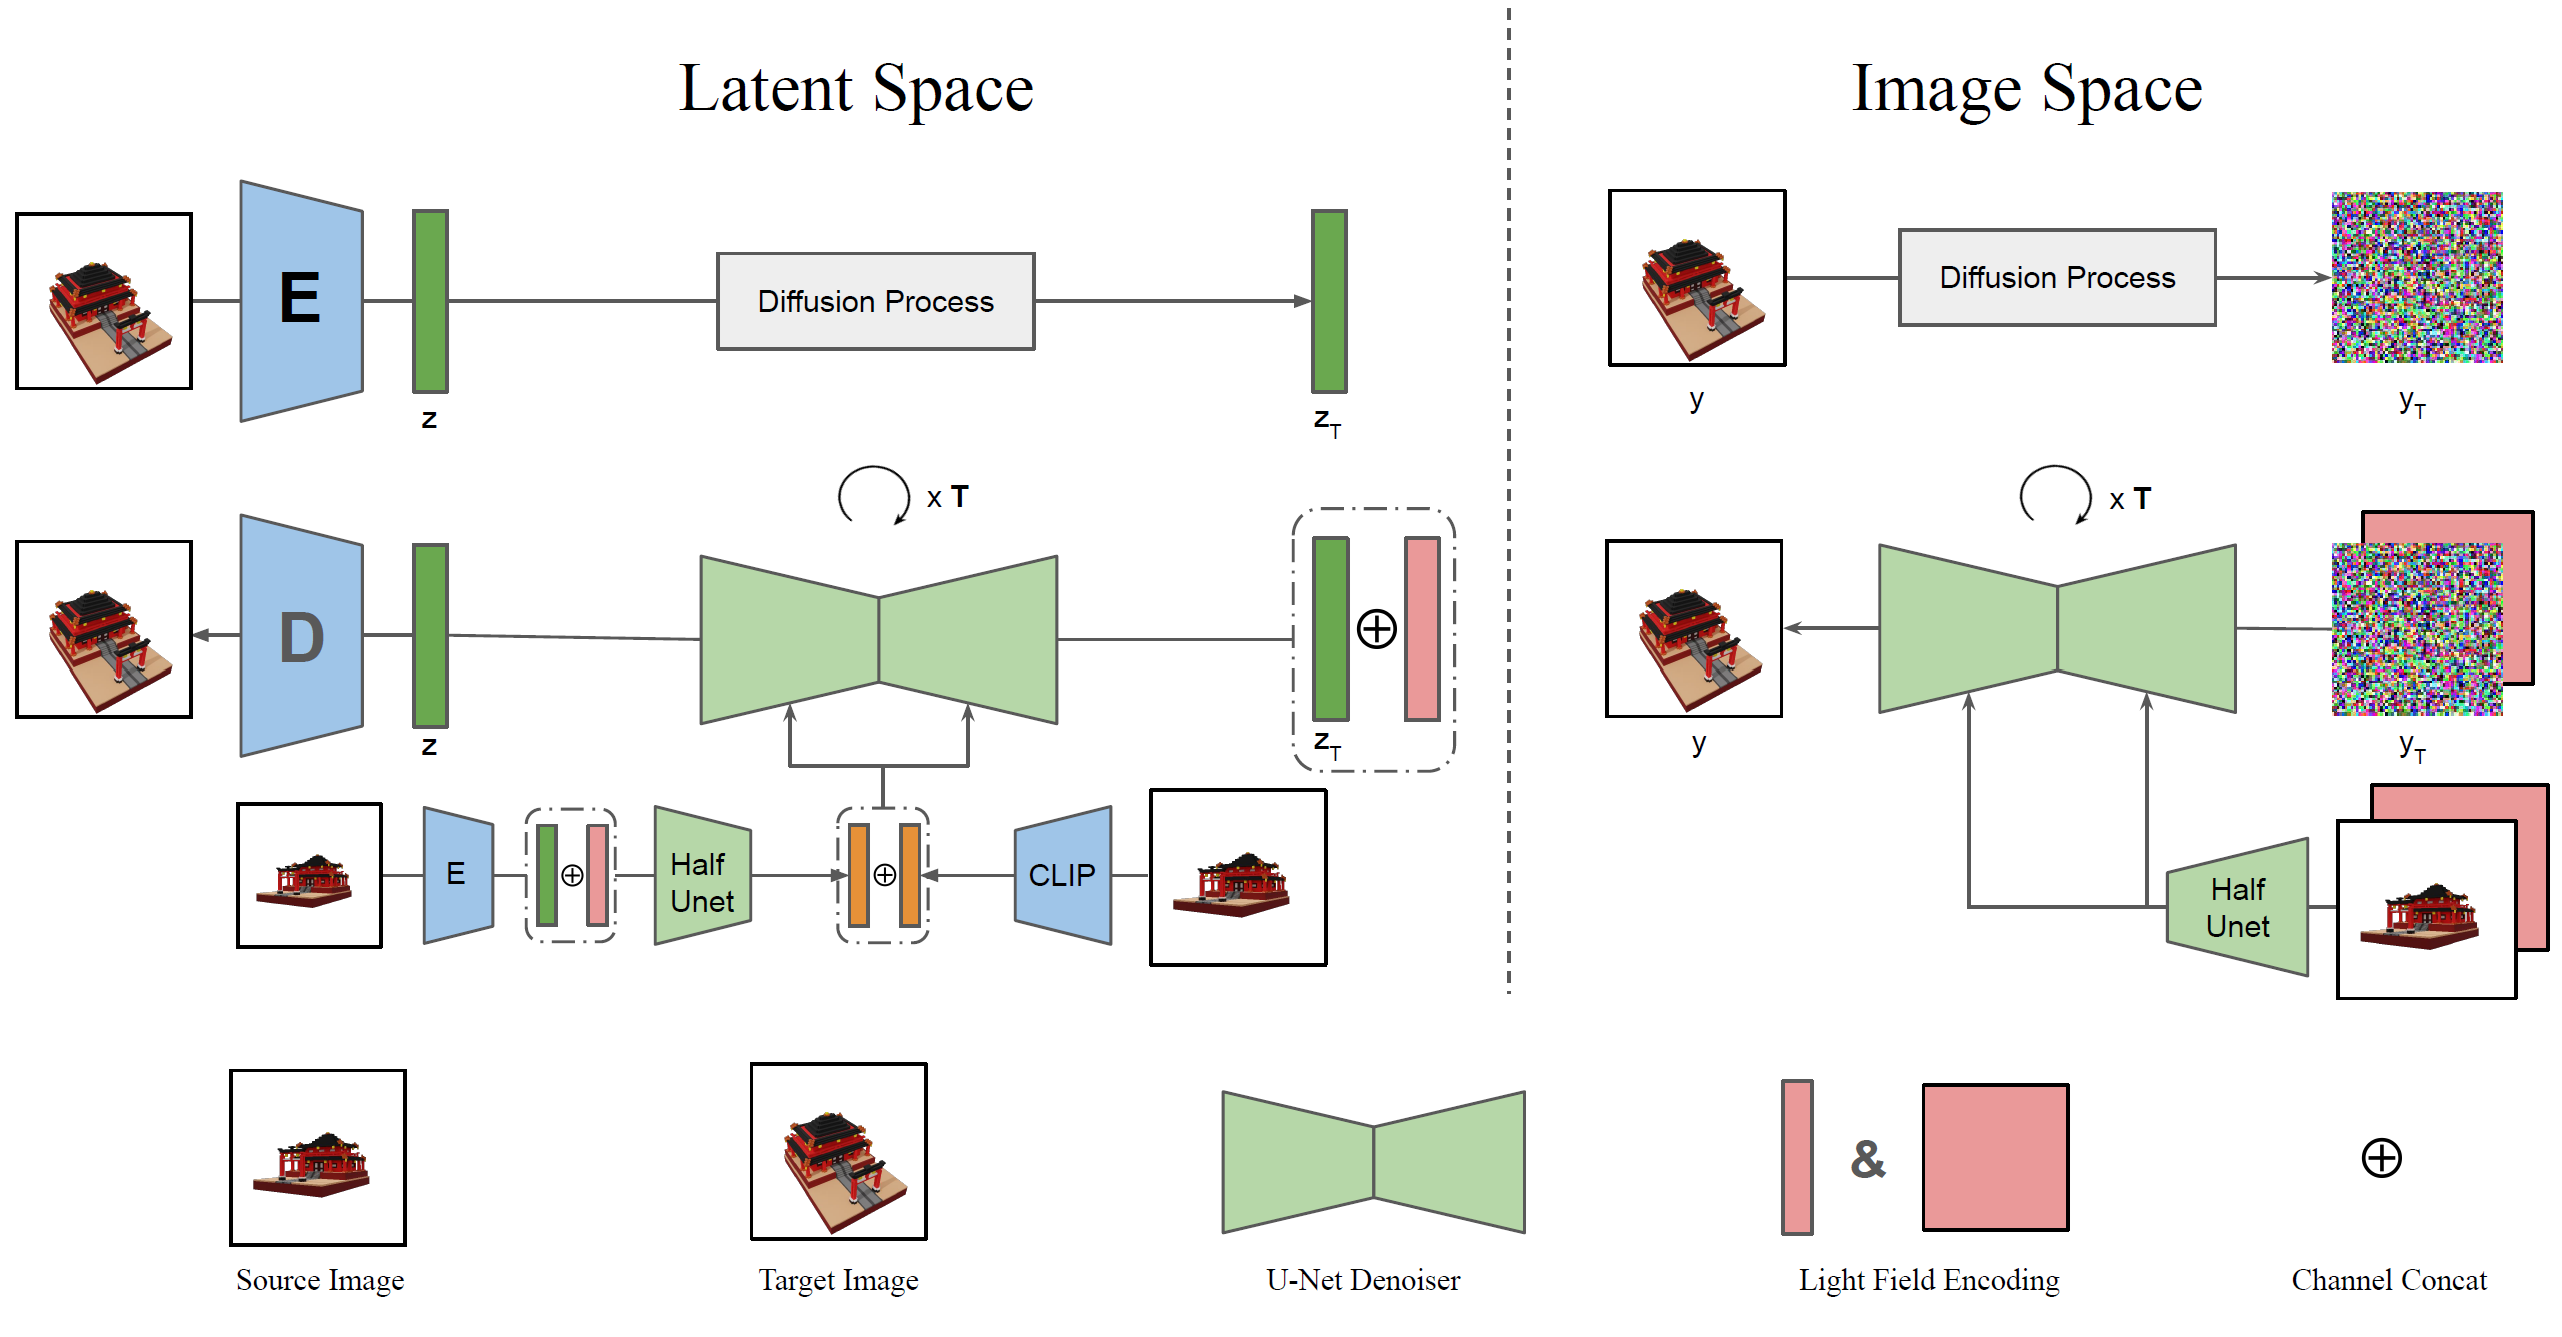 Latent Space
Image Space
E
z
Diffusion Process
z_T
y
Diffusion Process
y_T
x T
D
z
z_T
E
Half
Unet
CLIP
x T
y
y_T
Half
Unet
Source Image
Target Image
U-Net Denoiser
&
Light Field Encoding
Channel Concat